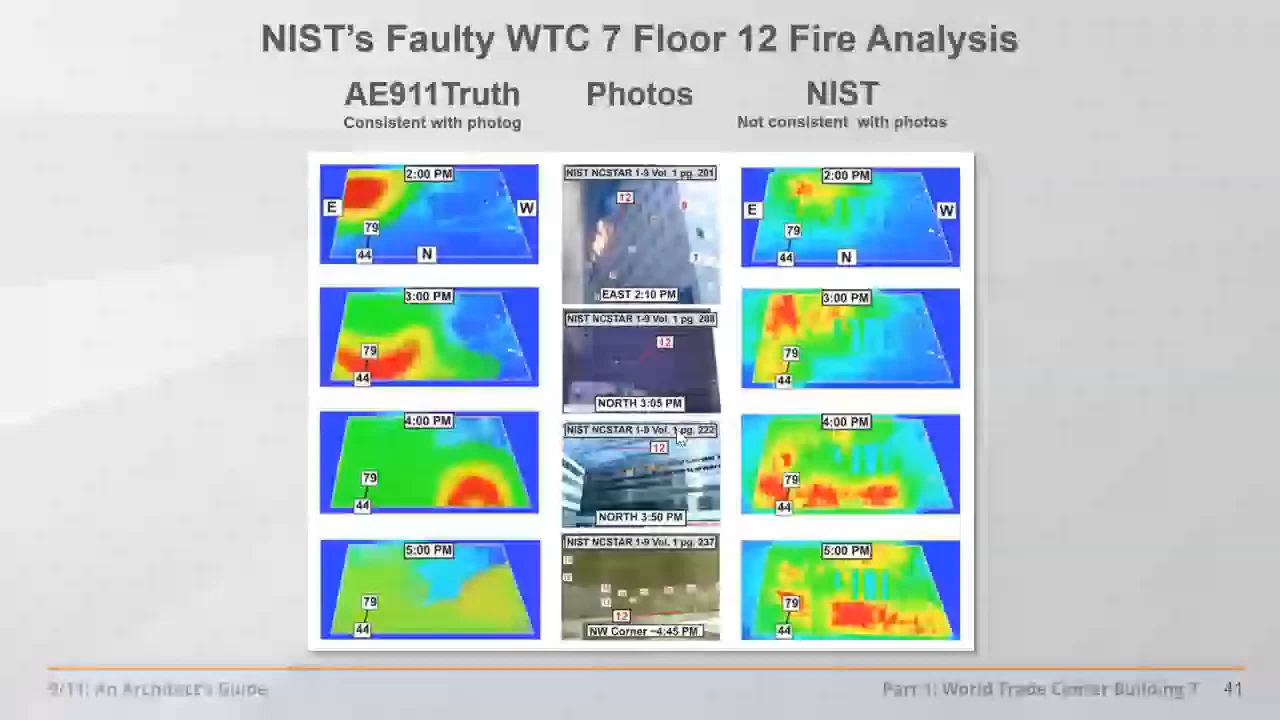 NIST's Faulty WTC 7 Floor 12 Fire Analysis
AE911Truth Photos NIST
Consistent with photog Not consistent with photos
2:00 PM NIST NCSTAR 1-9 Vol. 1 pg. 201 2:00 PM
E W 12 9 E W
79 79
44 N 7 44 N
EAST 2:10 PM
3:00 PM NIST NCSTAR 1-9 Vol. 1 pg. 208 3:00 PM
79 12 79
44 44
NORTH 3:05 PM
4:00 PM NIST NCSTAR 1-9 Vol. 1 pg. 222 4:00 PM
12
79 79
44 NORTH 3:50 PM 44
5:00 PM NIST NCSTAR 1-9 Vol. 1 pg. 237 5:00 PM
79 12 79
44 NW Corner ~4:45 PM 44
9/11: An Architect's Guide Part 1: World Trade Center Building 7 41